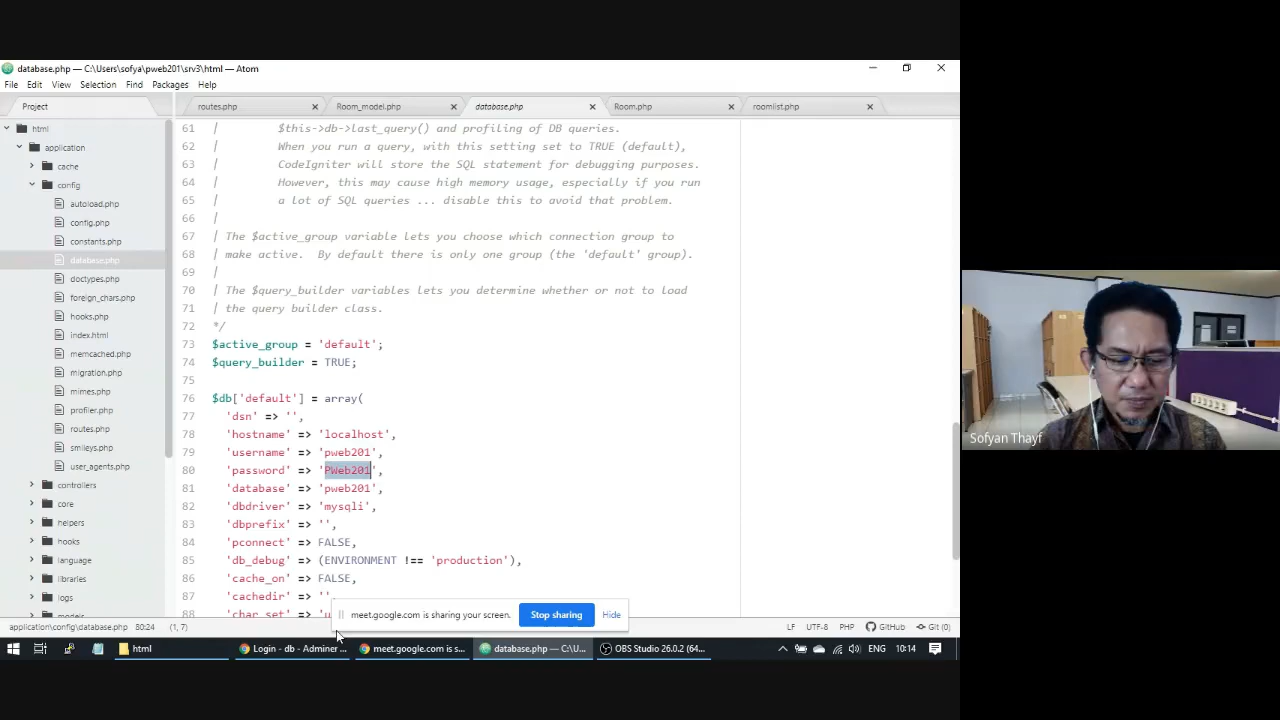 database.php — C:\Users\sofya\pweb201\srv3\html — Atom
File Edit View Selection Find Packages Help
Project
routes.php Room_model.php database.php Room.php roomlist.php
html
application
cache
config
autoload.php
config.php
constants.php
database.php
doctypes.php
foreign_chars.php
hooks.php
index.html
memcached.php
migration.php
mimes.php
profiler.php
routes.php
smileys.php
user_agents.php
controllers
core
helpers
hooks
language
libraries
logs
models
61 | $this->db->last_query() and profiling of DB queries.
62 | When you run a query, with this setting set to TRUE (default),
63 | CodeIgniter will store the SQL statement for debugging purposes.
64 | However, this may cause high memory usage, especially if you run
65 | a lot of SQL queries ... disable this to avoid that problem.
66 |
67 | The $active_group variable lets you choose which connection group to
68 | make active. By default there is only one group (the 'default' group).
69 |
70 | The $query_builder variables lets you determine whether or not to load
71 | the query builder class.
72 */
73 $active_group = 'default';
74 $query_builder = TRUE;
75
76 $db['default'] = array(
77 'dsn' => '',
78 'hostname' => 'localhost',
79 'username' => 'pweb201',
80 'password' => 'PWeb201',
81 'database' => 'pweb201',
82 'dbdriver' => 'mysqli',
83 'dbprefix' => '',
84 'pconnect' => FALSE,
85 'db_debug' => (ENVIRONMENT !== 'production'),
86 'cache_on' => FALSE,
87 'cachedir' => ''
88 'char_set' => 'u
meet.google.com is sharing your screen. Stop sharing Hide
application\config\database.php 80:24 (1, 7) LF UTF-8 PHP GitHub Git (0)
html Login - db - Adminer ... meet.google.com is s... database.php — C:\U... OBS Studio 26.0.2 (64... ENG 10:14
Sofyan Thayf